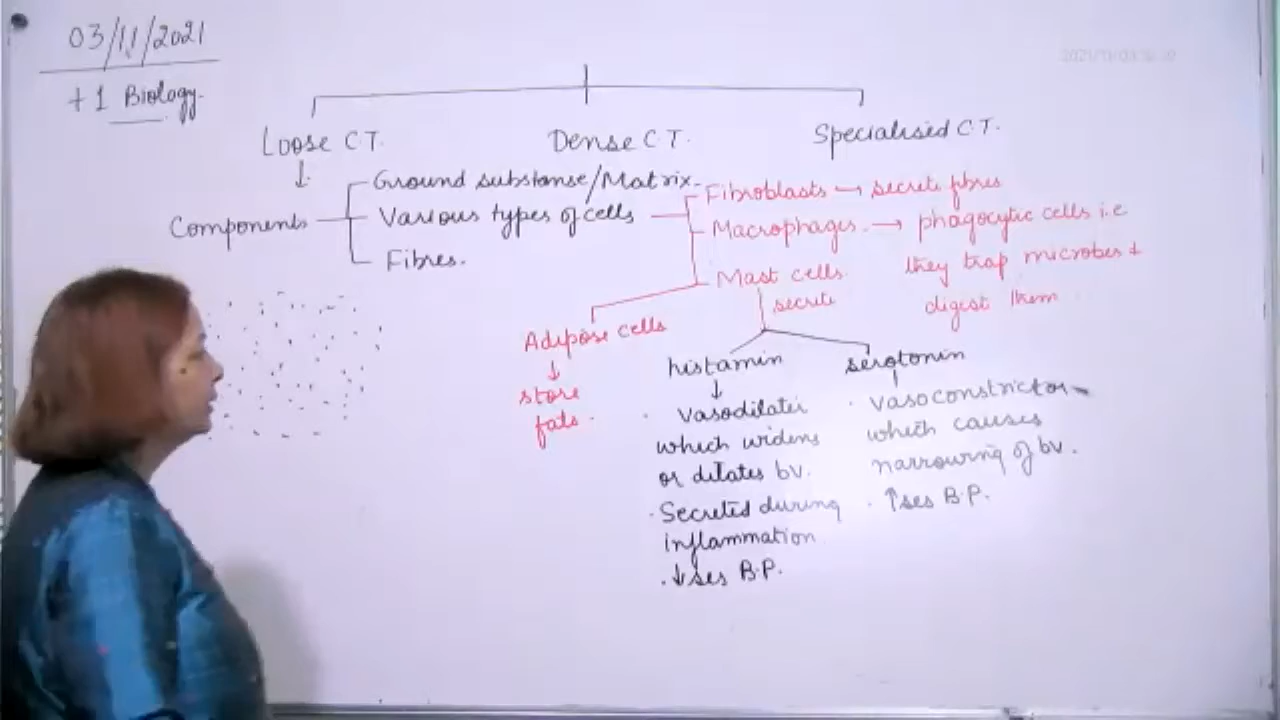 03/11/2021
+1 Biology.
Loose C.T.
Dense C.T.
Specialised C.T.
Components
Ground substanse/Matrix.
Various types of cells
Fibres.
Fibroblasts → secrete fibres
Macrophages. → phagocytic cells i.e
they trap microbes +
digest them
Mast cells.
secrete
Adipose cells
↓
store
fats.
histamin
↓
. Vasodilater
which widens
or dilates bv.
. Secreted during
inflammation
. ↓ses B.P.
serotonin
. vasoconstrictor
which causes
narrowing of bv.
. ↑ses B.P.